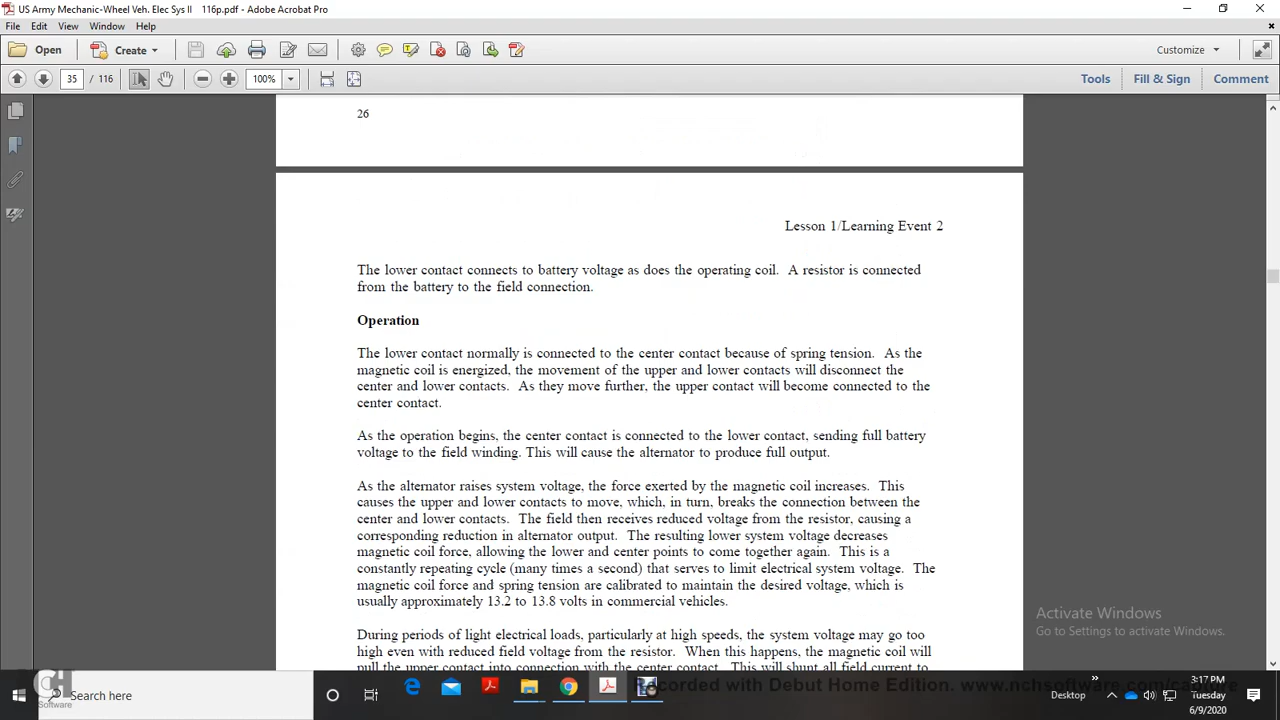 US Army Mechanic-Wheel Veh. Elec Sys II 116p.pdf - Adobe Acrobat Pro
File Edit View Window Help
Open Create Customize
35 / 116 100% Tools Fill & Sign Comment
26
Lesson 1/Learning Event 2
The lower contact connects to battery voltage as does the operating coil. A resistor is connected
from the battery to the field connection.
Operation
The lower contact normally is connected to the center contact because of spring tension. As the
magnetic coil is energized, the movement of the upper and lower contacts will disconnect the
center and lower contacts. As they move further, the upper contact will become connected to the
center contact.
As the operation begins, the center contact is connected to the lower contact, sending full battery
voltage to the field winding. This will cause the alternator to produce full output.
As the alternator raises system voltage, the force exerted by the magnetic coil increases. This
causes the upper and lower contacts to move, which, in turn, breaks the connection between the
center and lower contacts. The field then receives reduced voltage from the resistor, causing a
corresponding reduction in alternator output. The resulting lower system voltage decreases
magnetic coil force, allowing the lower and center points to come together again. This is a
constantly repeating cycle (many times a second) that serves to limit electrical system voltage. The
magnetic coil force and spring tension are calibrated to maintain the desired voltage, which is
usually approximately 13.2 to 13.8 volts in commercial vehicles.
Activate Windows
Go to Settings to activate Windows.
During periods of light electrical loads, particularly at high speeds, the system voltage may go too
high even with reduced field voltage from the resistor. When this happens, the magnetic coil will
pull the upper contact into connection with the center contact. This will shunt all field current to
Recorded with Debut Home Edition. www.nchsoftware.com/capture
NCH
Software
Search here
Desktop
3:17 PM
Tuesday
6/9/2020